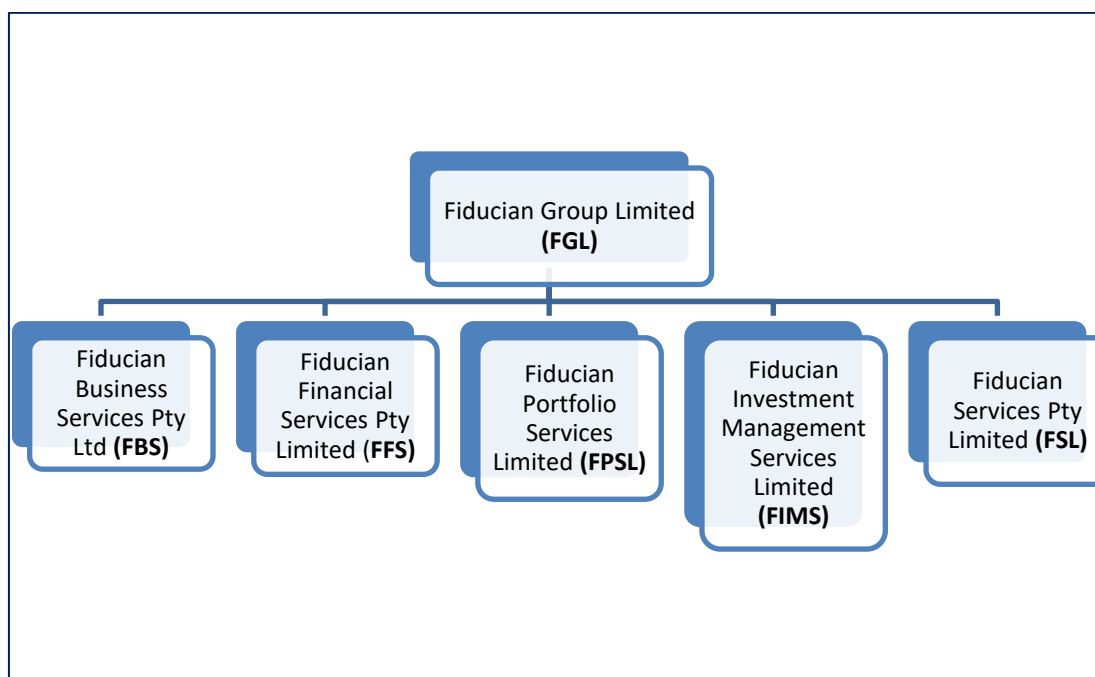 Fiducian Group Limited
(FGL)
Fiducian
Business
Services Pty
Ltd (FBS)
Fiducian
Financial
Services Pty
Limited (FFS)
Fiducian
Portfolio
Services
Limited (FPSL)
Fiducian
Investment
Management
Services
Limited
(FIMS)
Fiducian
Services Pty
Limited (FSL)